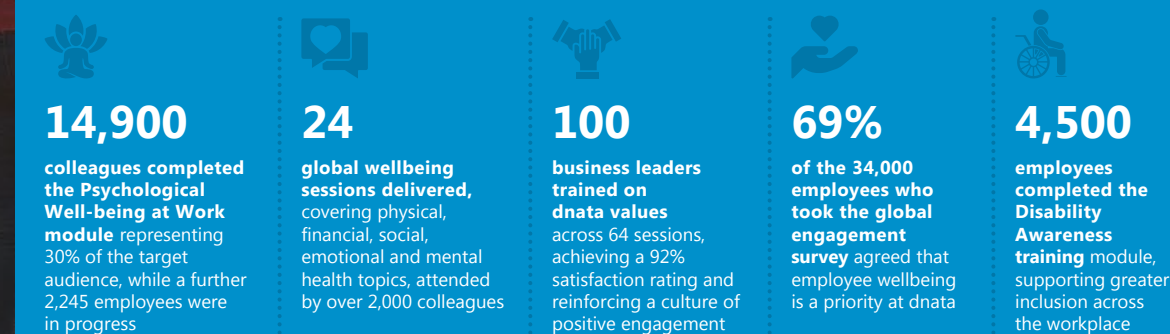 14,900
colleagues completed
the Psychological
Well-being at Work
module representing
30% of the target
audience, while a further
2,245 employees were
in progress
24
global wellbeing
sessions delivered,
covering physical,
financial, social,
emotional and mental
health topics, attended
by over 2,000 colleagues
100
business leaders
trained on
dnata values
across 64 sessions,
achieving a 92%
satisfaction rating and
reinforcing a culture of
positive engagement
69%
of the 34,000
employees who
took the global
engagement
survey agreed that
employee wellbeing
is a priority at dnata
4,500
employees
completed the
Disability
Awareness
training module,
supporting greater
inclusion across
the workplace